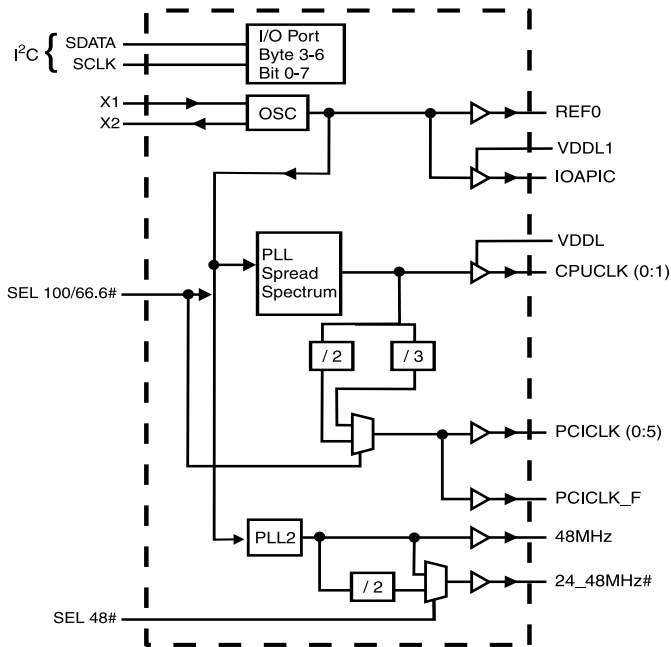 I²C { SDATA
SCLK
I/O Port
Byte 3-6
Bit 0-7
X1
X2
OSC
REF0
VDDL1
IOAPIC
PLL
Spread
Spectrum
VDDL
CPUCLK (0:1)
SEL 100/66.6#
/ 2
/ 3
PCICLK (0:5)
PCICLK_F
PLL2
48MHz
/ 2
24_48MHz#
SEL 48#